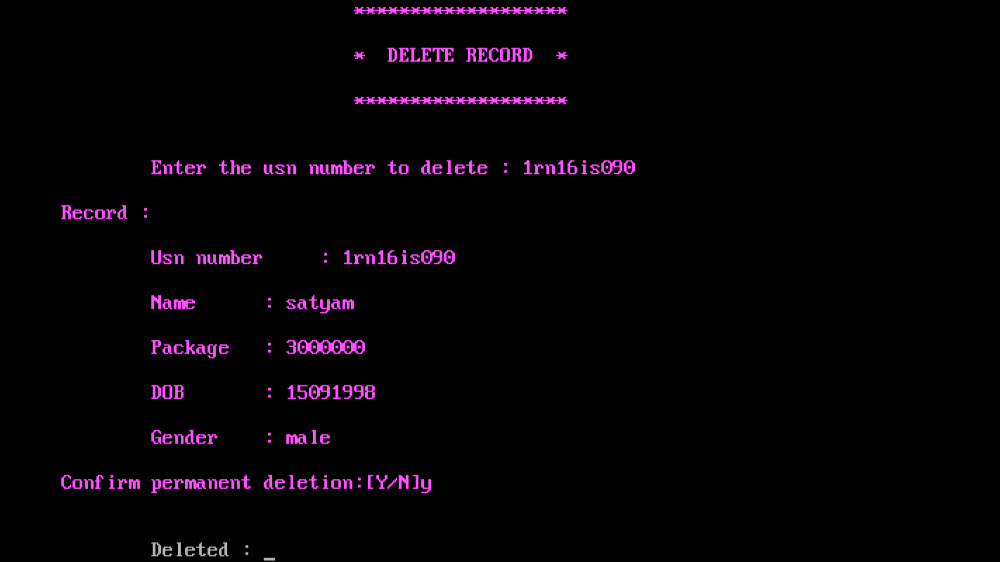 *******************
* DELETE RECORD *
*******************
Enter the usn number to delete : 1rn16is090
Record :
Usn number : 1rn16is090
Name : satyam
Package : 3000000
DOB : 15091998
Gender : male
Confirm permanent deletion:[Y/N]y
Deleted : _